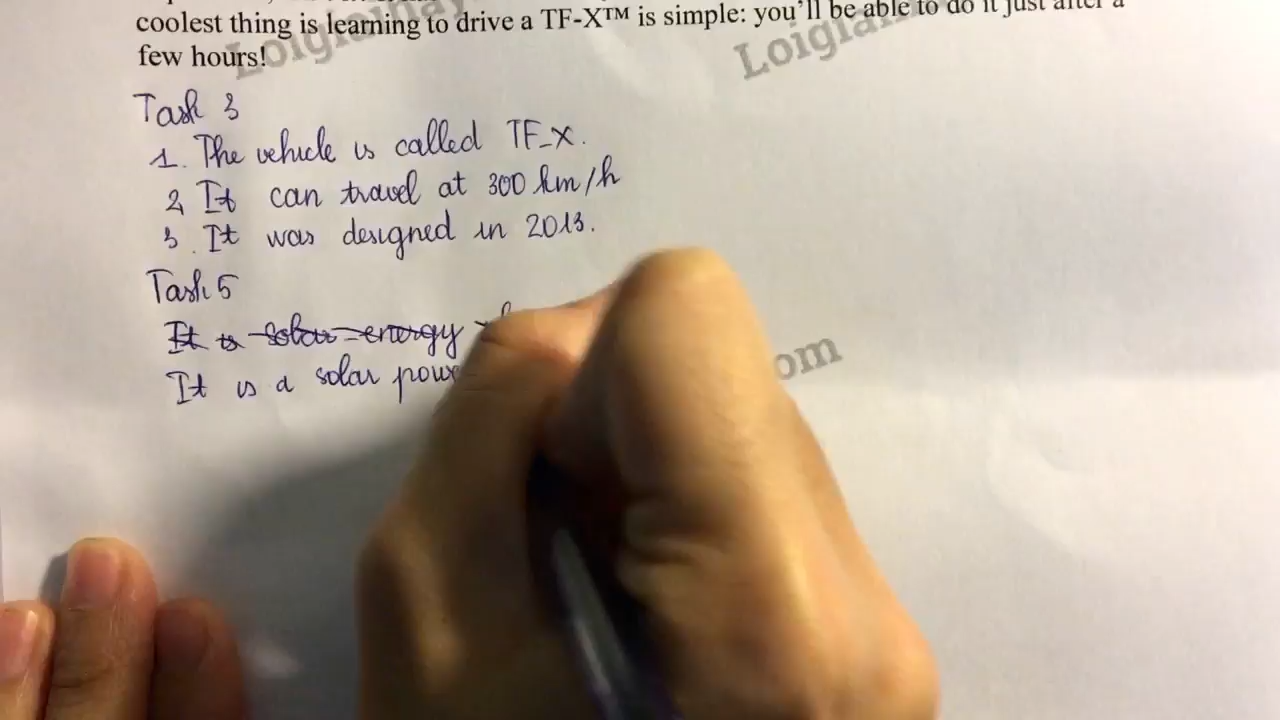 coolest thing is learning to drive a TF-X™ is simple: you'll be able to do it just after a
few hours!
Task 3
1. The vehicle is called TF-X.
2, It can travel at 300 km/h
3. It was designed in 2013.
Task 5
It is solar energy
It is a solar